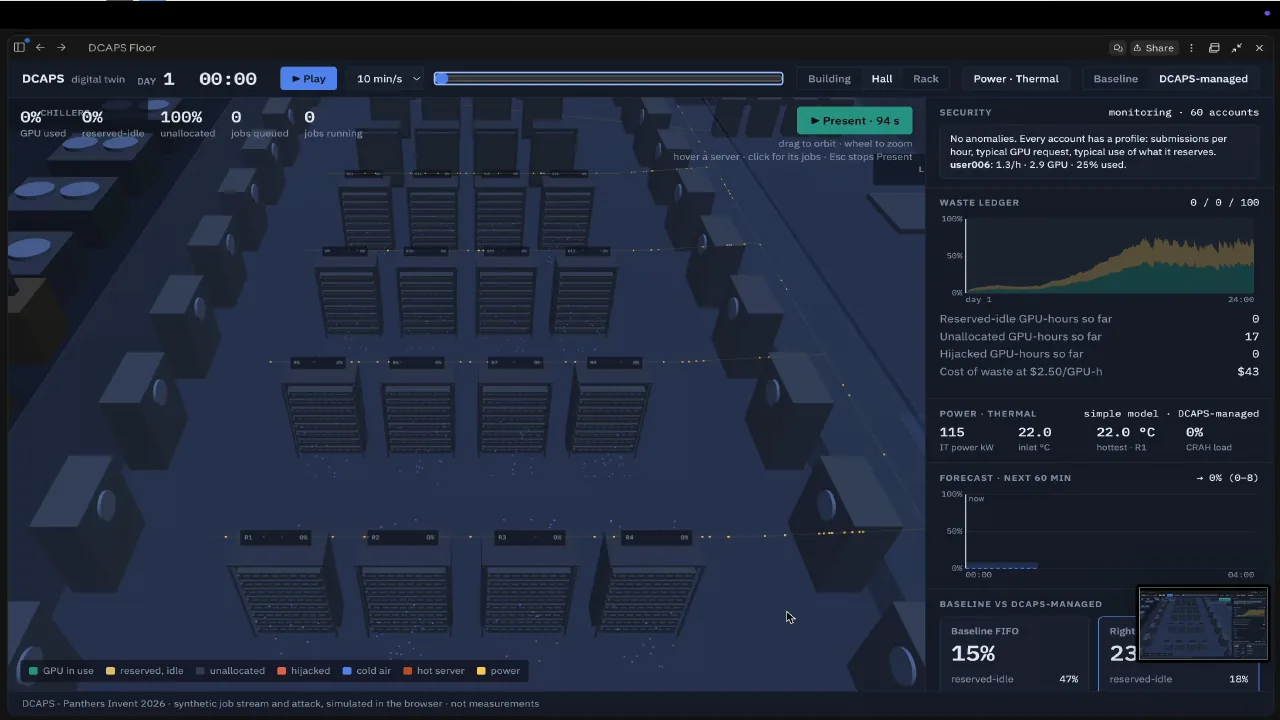 DCAPS Floor
Share
DCAPS digital twin DAY 1 00:00 Play 10 min/s Building Hall Rack Power · Thermal Baseline DCAPS-managed
CHILLERS
0% 0% 100% 0 0
GPU used reserved-idle unallocated jobs queued jobs running
Present · 94 s
drag to orbit · wheel to zoom
hover a server · click for its jobs · Esc stops Present
L
R5 R6 R7 R8
R1 0% R2 0% R3 0% R4 0%
GPU in use reserved, idle unallocated hijacked cold air hot server power
SECURITY monitoring · 60 accounts
No anomalies. Every account has a profile: submissions per
hour, typical GPU request, typical use of what it reserves.
user006: 1.3/h · 2.9 GPU · 25% used.
WASTE LEDGER 0 / 0 / 100
100%
50%
0%
day 1 24:00
Reserved-idle GPU-hours so far 0
Unallocated GPU-hours so far 17
Hijacked GPU-hours so far 0
Cost of waste at $2.50/GPU-h $43
POWER · THERMAL simple model · DCAPS-managed
115 22.0 22.0 °C 0%
IT power kW inlet °C hottest · R1 CRAH load
FORECAST · NEXT 60 MIN → 0% (0–8)
100%
now
50%
0%
00:00 04:00
BASELINE VS DCAPS-MANAGED
Baseline FIFO Right
15% 23
reserved-idle 47% reserved-idle 18%
DCAPS · Panthers Invent 2026 · synthetic job stream and attack, simulated in the browser · not measurements